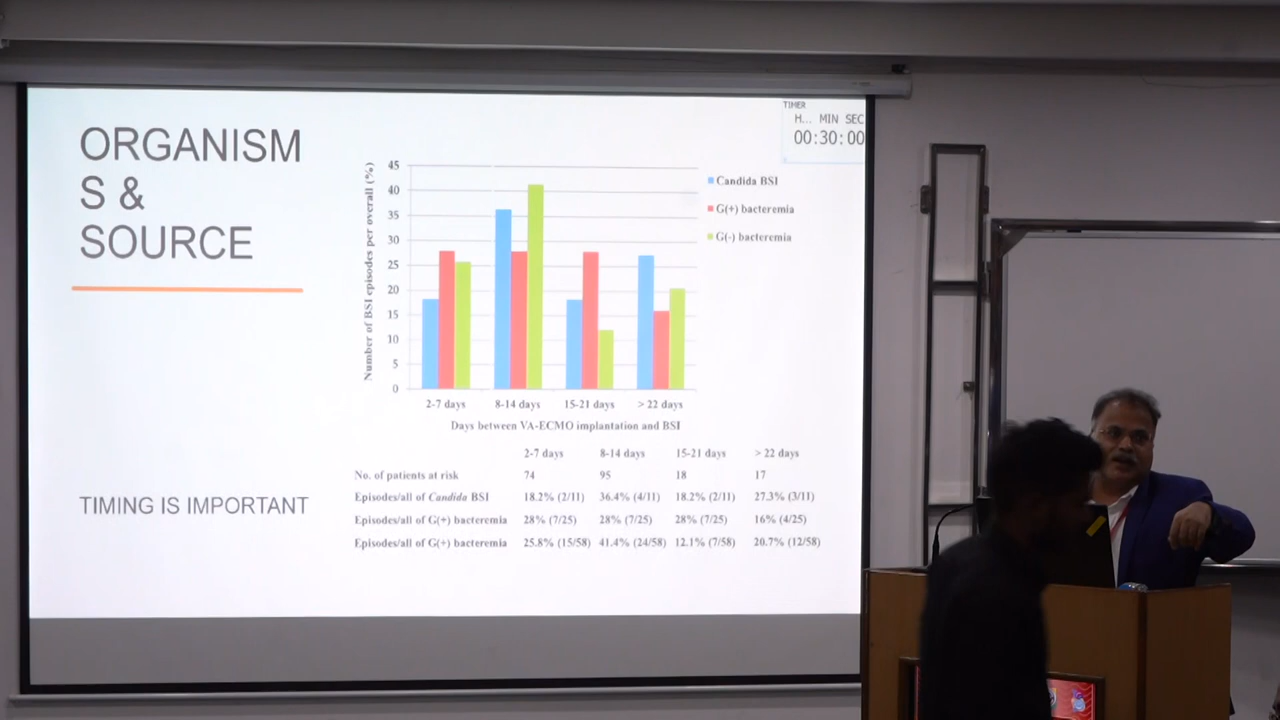 ORGANISM
S &
SOURCE
TIMING IS IMPORTANT
TIMER
H... MIN SEC
00:30:00
Number of BSI episodes per overall (%)
45
40
35
30
25
20
15
10
5
0
Candida BSI
G(+) bacteremia
G(-) bacteremia
2-7 days 8-14 days 15-21 days > 22 days
Days between VA-ECMO implantation and BSI
2-7 days 8-14 days 15-21 days > 22 days
No. of patients at risk 74 95 18 17
Episodes/all of Candida BSI 18.2% (2/11) 36.4% (4/11) 18.2% (2/11) 27.3% (3/11)
Episodes/all of G(+) bacteremia 28% (7/25) 28% (7/25) 28% (7/25) 16% (4/25)
Episodes/all of G(+) bacteremia 25.8% (15/58) 41.4% (24/58) 12.1% (7/58) 20.7% (12/58)